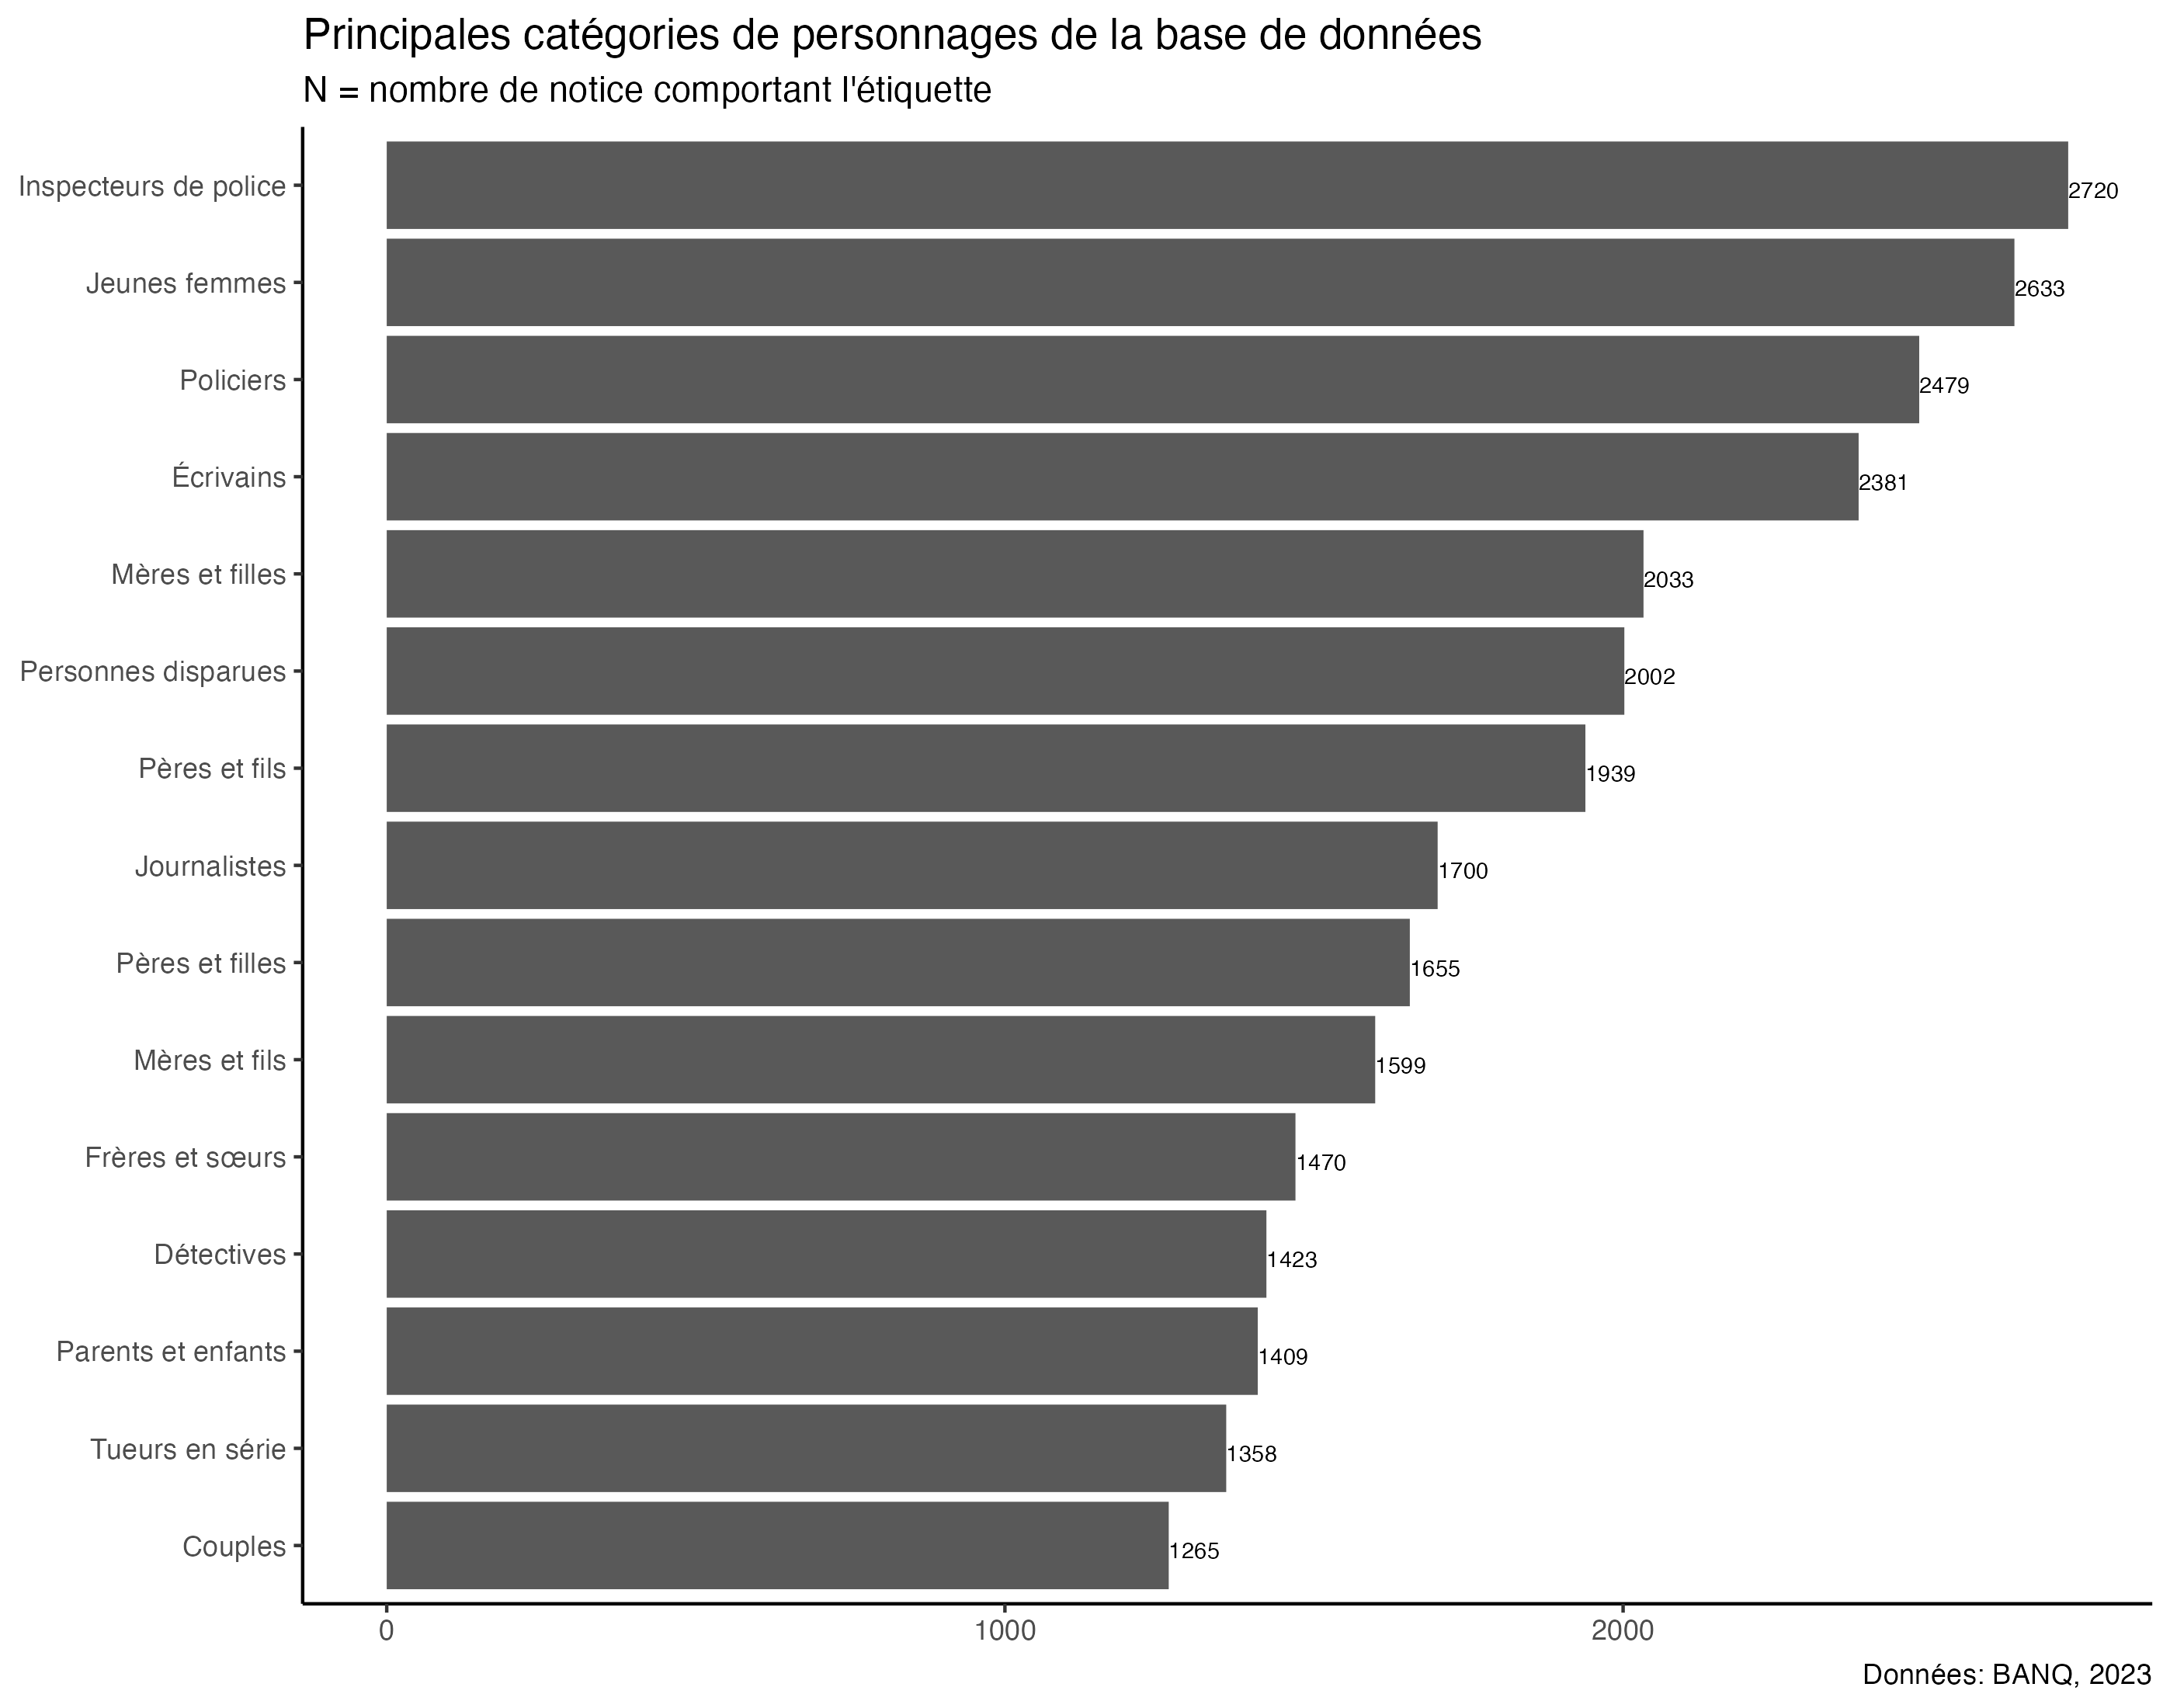 Principales catégories de personnages de la base de données
N = nombre de notice comportant l'étiquette
Inspecteurs de police 2720
Jeunes femmes 2633
Policiers 2479
Écrivains 2381
Mères et filles 2033
Personnes disparues 2002
Pères et fils 1939
Journalistes 1700
Pères et filles 1655
Mères et fils 1599
Frères et sœurs 1470
Détectives 1423
Parents et enfants 1409
Tueurs en série 1358
Couples 1265
0 1000 2000
Données: BANQ, 2023